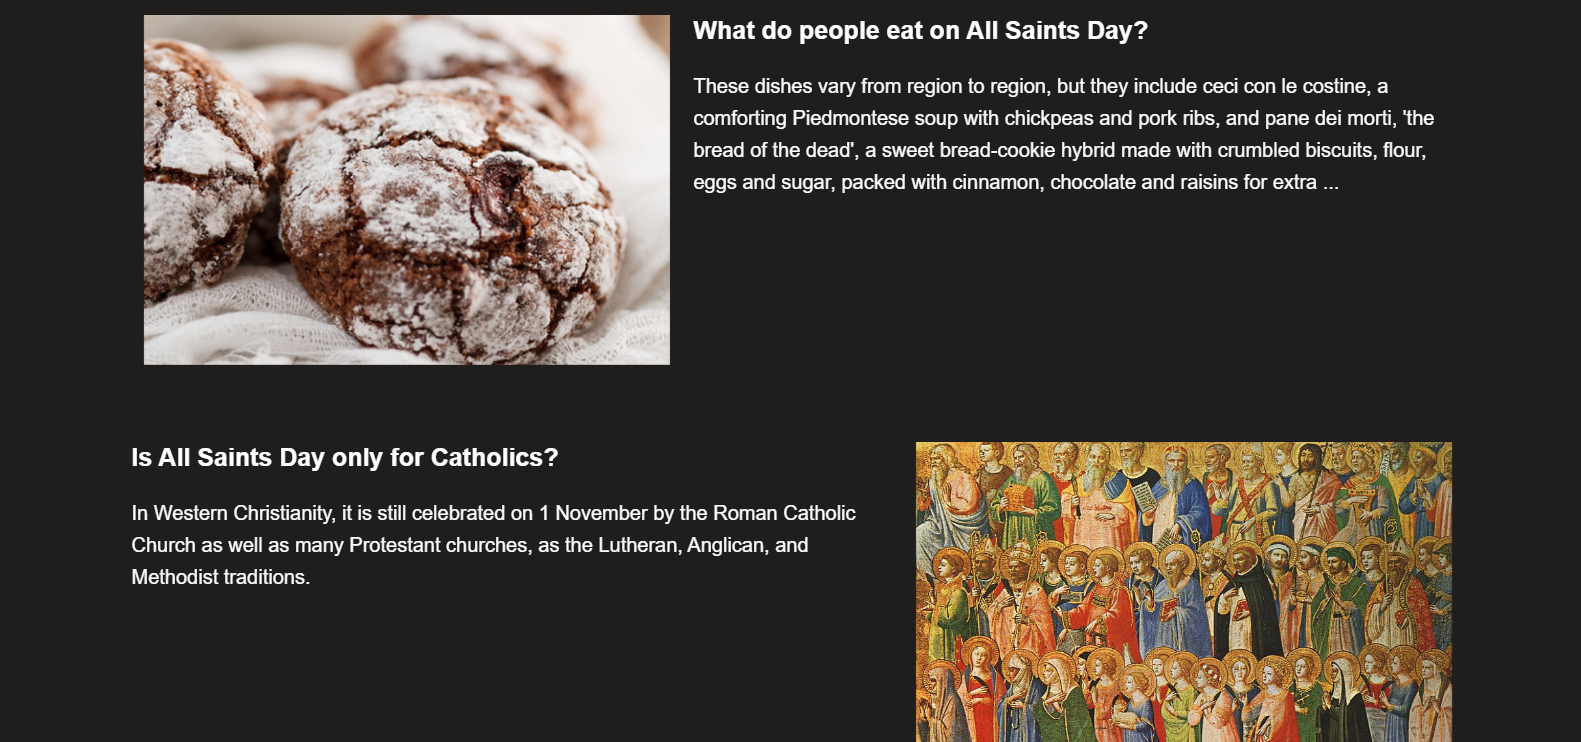 What do people eat on All Saints Day?
These dishes vary from region to region, but they include ceci con le costine, a
comforting Piedmontese soup with chickpeas and pork ribs, and pane dei morti, 'the
bread of the dead', a sweet bread-cookie hybrid made with crumbled biscuits, flour,
eggs and sugar, packed with cinnamon, chocolate and raisins for extra ...
Is All Saints Day only for Catholics?
In Western Christianity, it is still celebrated on 1 November by the Roman Catholic
Church as well as many Protestant churches, as the Lutheran, Anglican, and
Methodist traditions.